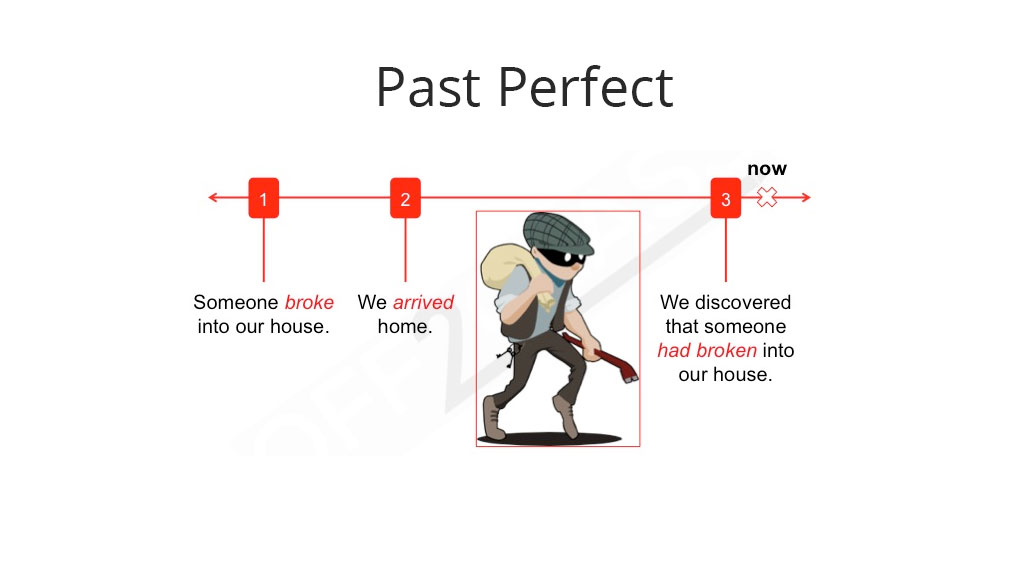 Past Perfect
now
1
2
3
Someone broke
into our house.
We arrived
home.
We discovered
that someone
had broken into
our house.